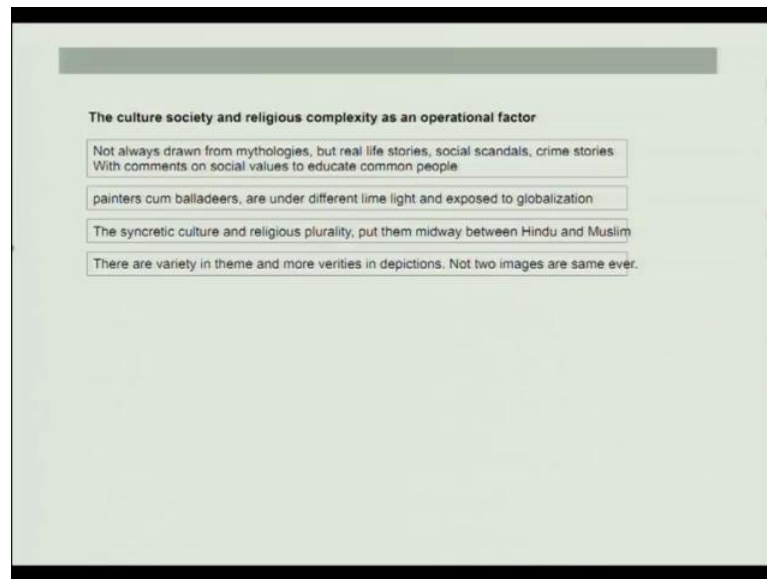 The culture society and religious complexity as an operational factor
Not always drawn from mythologies, but real life stories, social scandals, crime stories
With comments on social values to educate common people
painters cum balladeers, are under different lime light and exposed to globalization
The syncretic culture and religious plurality, put them midway between Hindu and Muslim
There are variety in theme and more verities in depictions. Not two images are same ever.